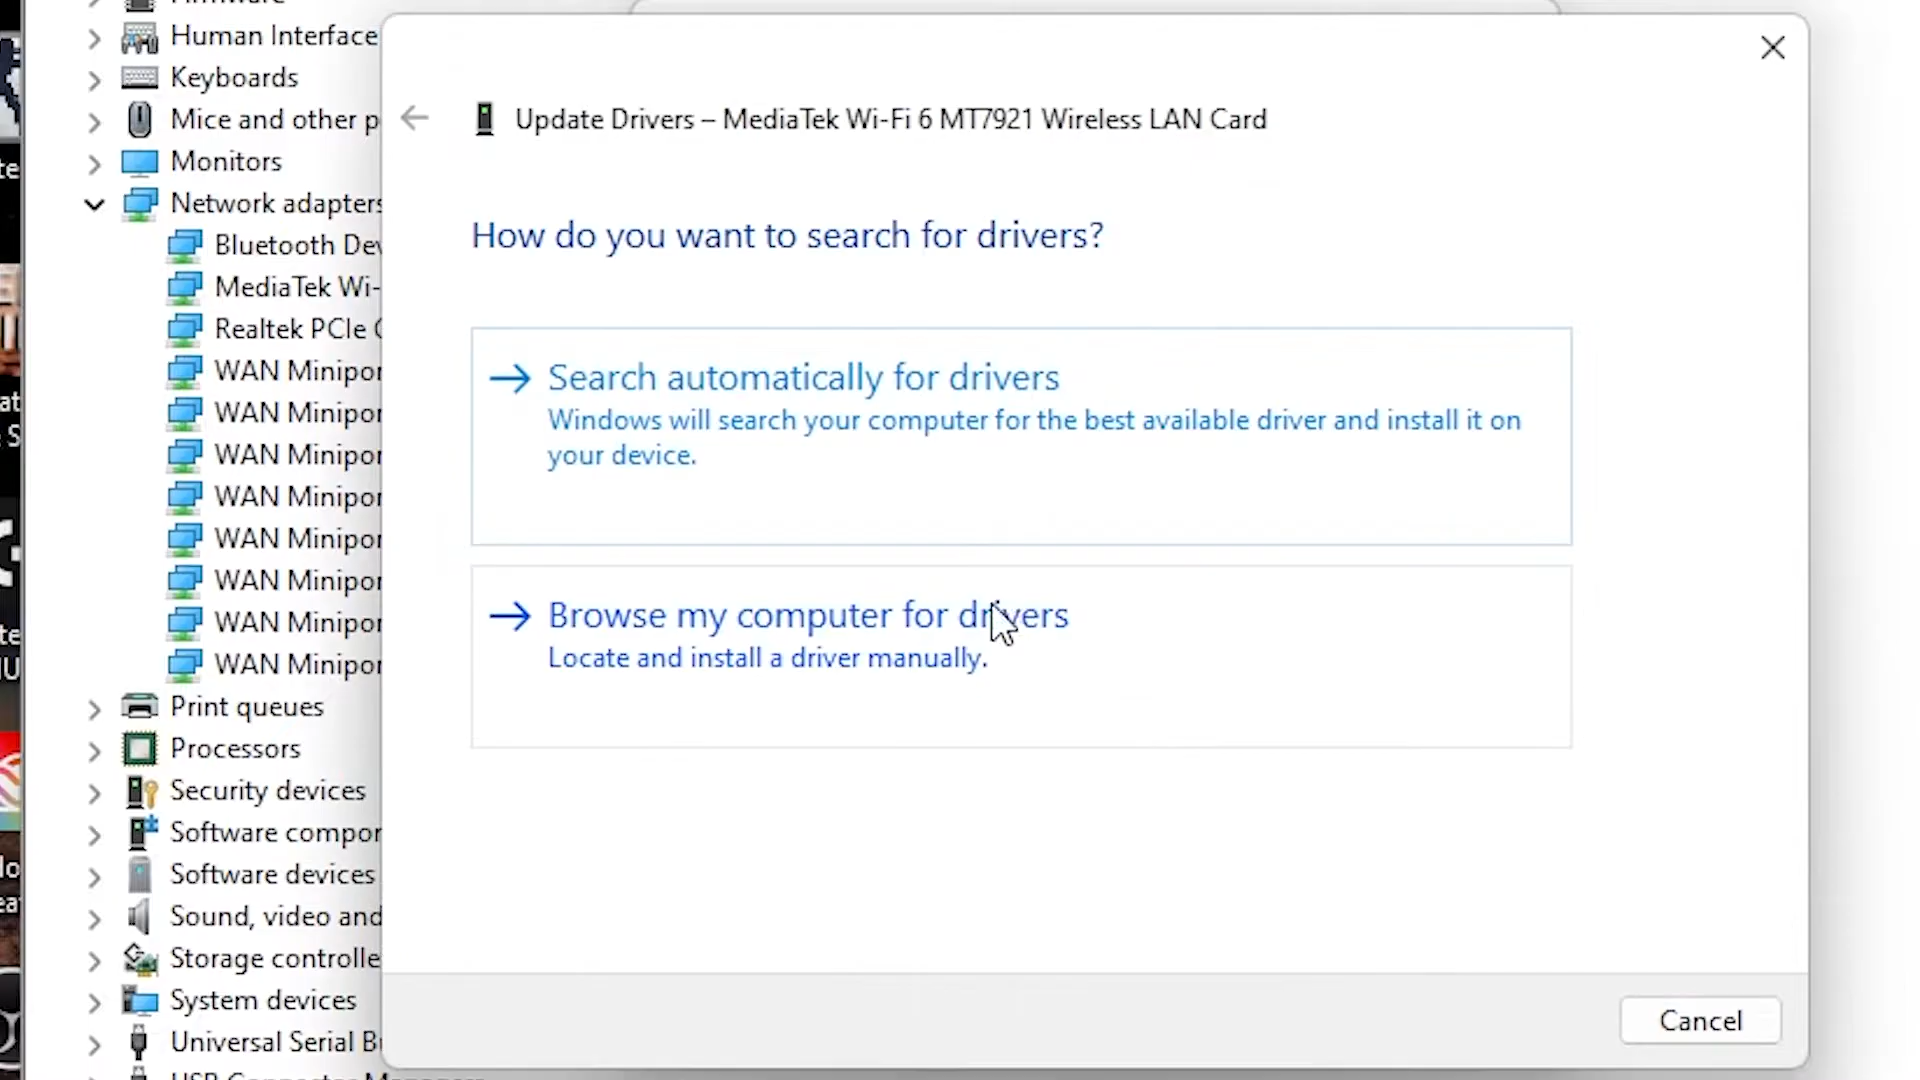 Human Interface
Keyboards
Mice and other p
Monitors
Network adapters
Bluetooth Dev
MediaTek Wi-
Realtek PCIe G
WAN Minipor
WAN Minipor
WAN Minipor
WAN Minipor
WAN Minipor
WAN Minipor
WAN Minipor
WAN Minipor
Print queues
Processors
Security devices
Software compor
Software devices
Sound, video and
Storage controlle
System devices
Universal Serial B
Update Drivers – MediaTek Wi-Fi 6 MT7921 Wireless LAN Card
How do you want to search for drivers?
Search automatically for drivers
Windows will search your computer for the best available driver and install it on
your device.
Browse my computer for drivers
Locate and install a driver manually.
Cancel